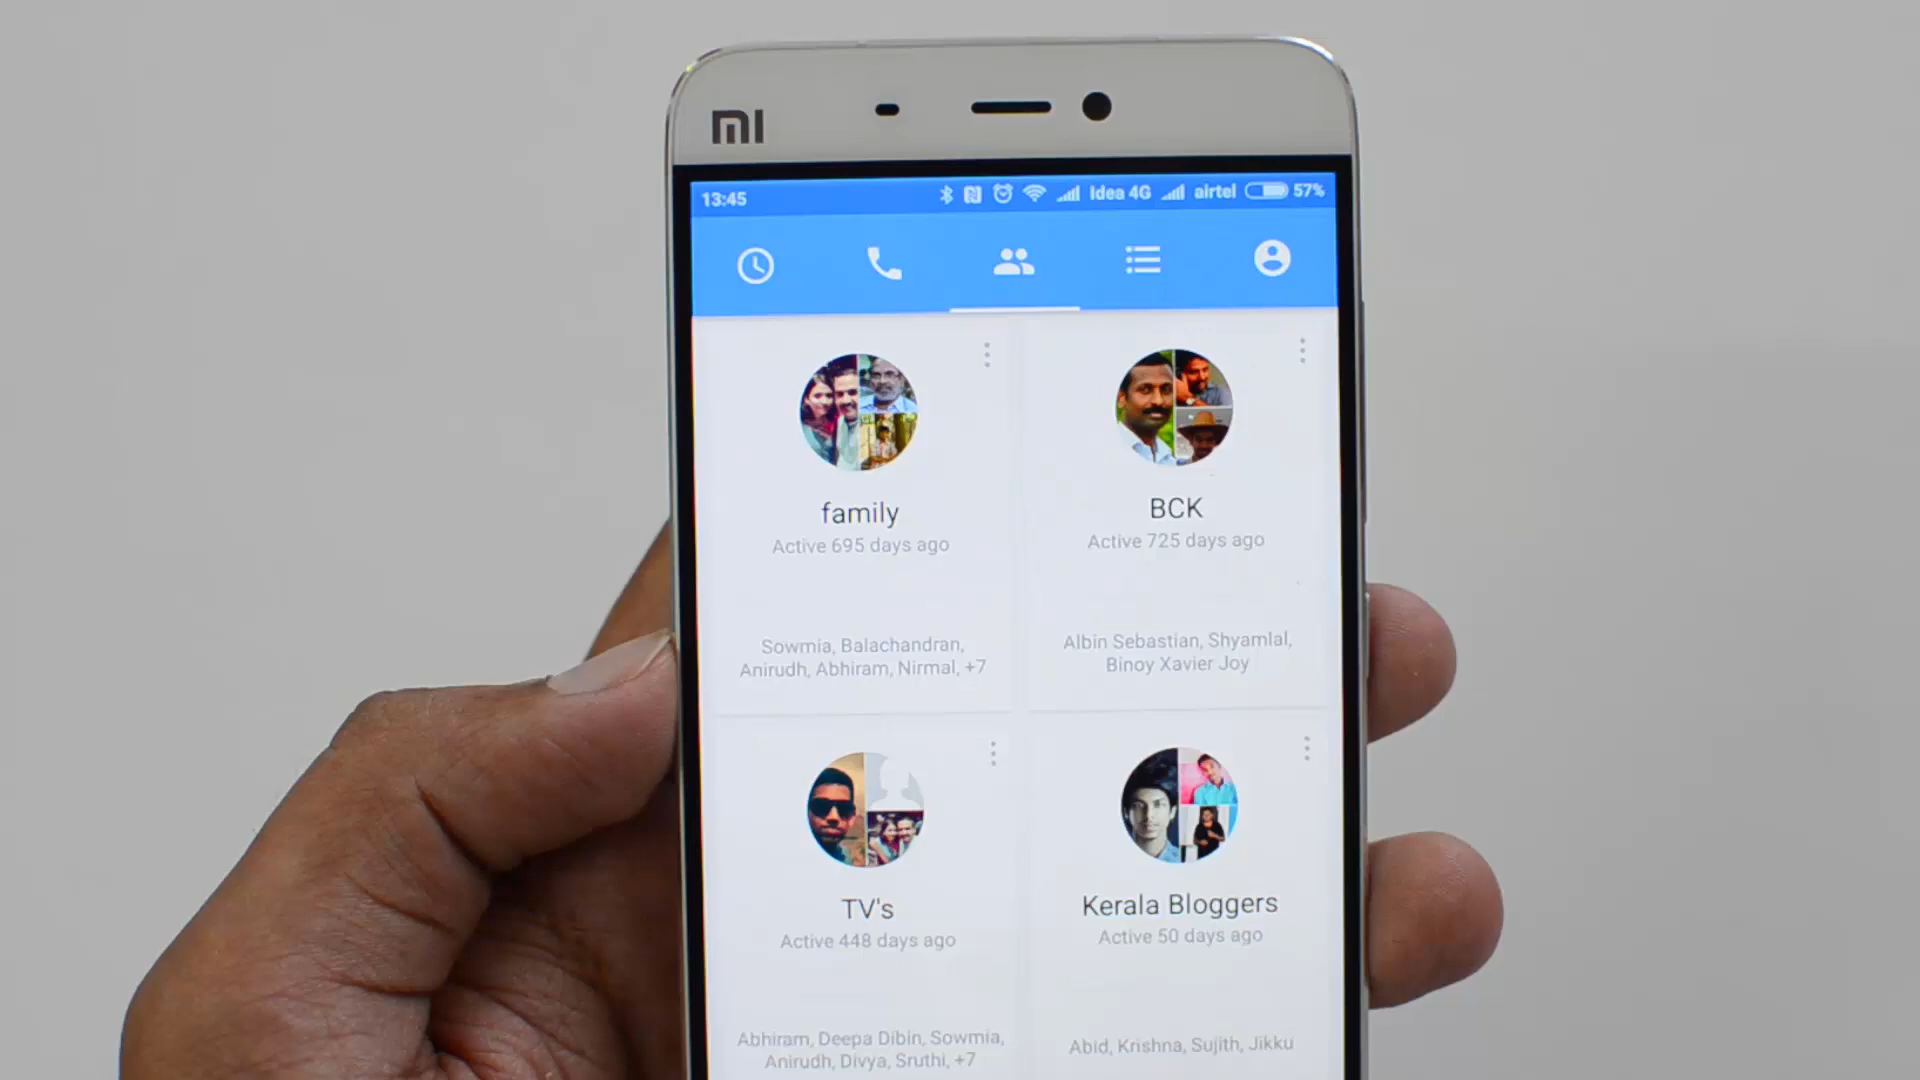 mi
13:45
Idea 4G
airtel
57%
family
Active 695 days ago
Sowmia, Balachandran,
Anirudh, Abhiram, Nirmal, +7
BCK
Active 725 days ago
Albin Sebastian, Shyamlal,
Binoy Xavier Joy
TV's
Active 448 days ago
Abhiram, Deepa Dibin, Sowmia,
Anirudh, Divya, Sruthi, +7
Kerala Bloggers
Active 50 days ago
Abid, Krishna, Sujith, Jikku